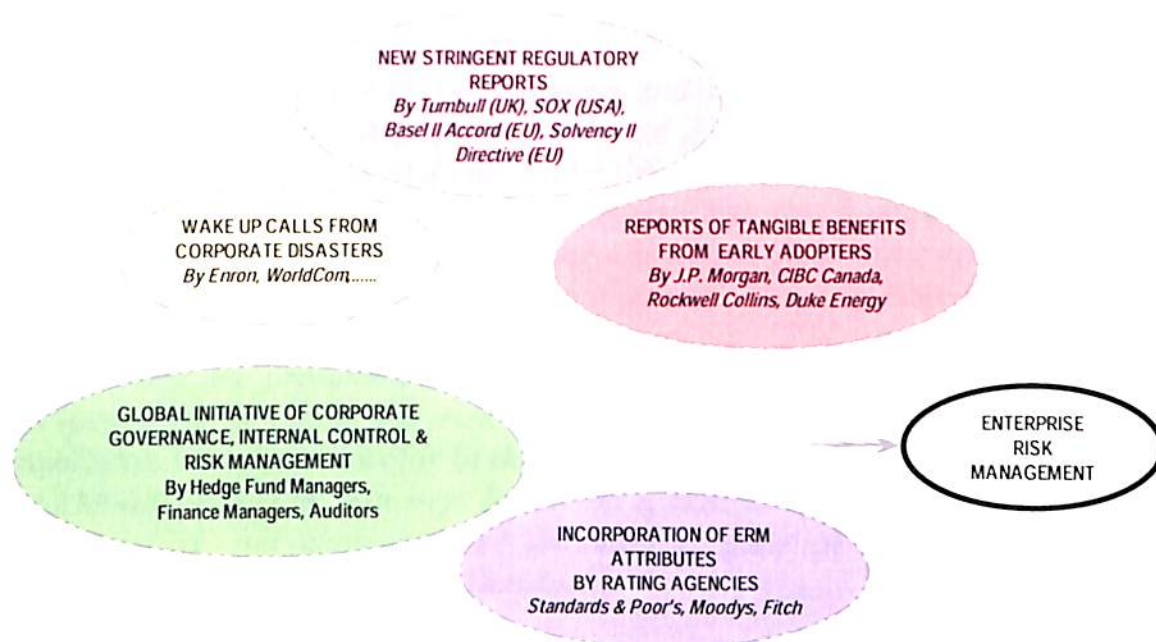 NEW STRINGENT REGULATORY
REPORTS
By Turnbull (UK), SOX (USA),
Basel II Accord (EU), Solvency II
Directive (EU)
WAKE UP CALLS FROM
CORPORATE DISASTERS
By Enron, WorldCom,......
REPORTS OF TANGIBLE BENEFITS
FROM EARLY ADOPTERS
By J.P. Morgan, CIBC Canada,
Rockwell Collins, Duke Energy
GLOBAL INITIATIVE OF CORPORATE
GOVERNANCE, INTERNAL CONTROL &
RISK MANAGEMENT
By Hedge Fund Managers,
Finance Managers, Auditors
ENTERPRISE
RISK
MANAGEMENT
INCORPORATION OF ERM
ATTRIBUTES
BY RATING AGENCIES
Standards & Poor's, Moodys, Fitch